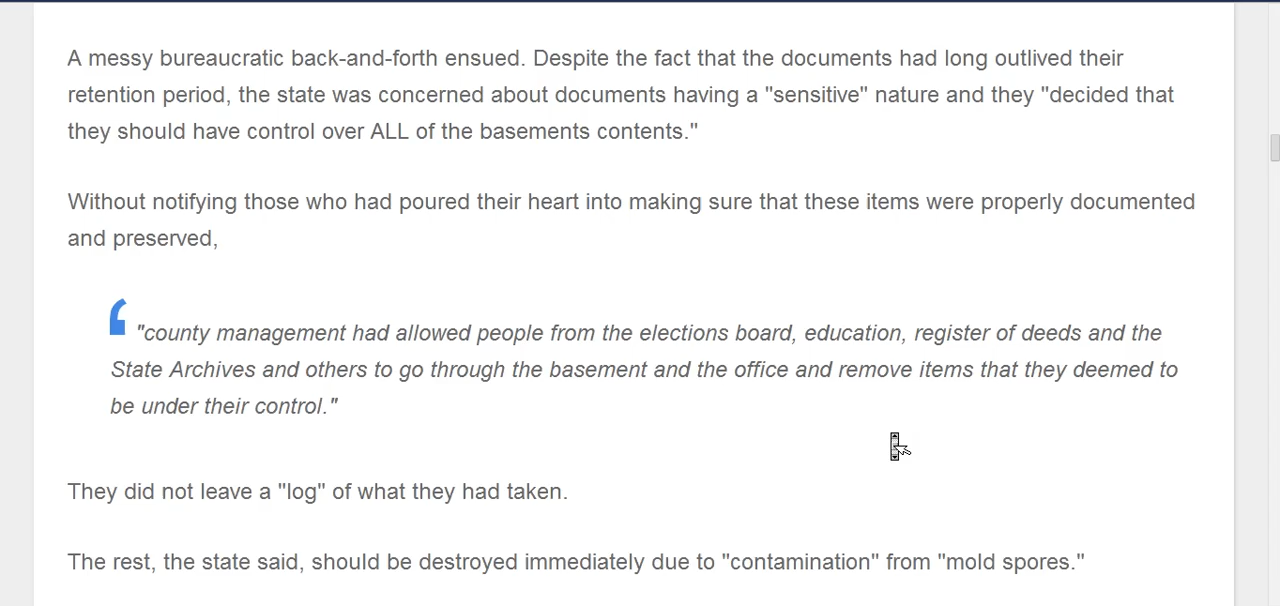 A messy bureaucratic back-and-forth ensued. Despite the fact that the documents had long outlived their
retention period, the state was concerned about documents having a "sensitive" nature and they "decided that
they should have control over ALL of the basements contents."
Without notifying those who had poured their heart into making sure that these items were properly documented
and preserved,
"county management had allowed people from the elections board, education, register of deeds and the
State Archives and others to go through the basement and the office and remove items that they deemed to
be under their control."
They did not leave a "log" of what they had taken.
The rest, the state said, should be destroyed immediately due to "contamination" from "mold spores."